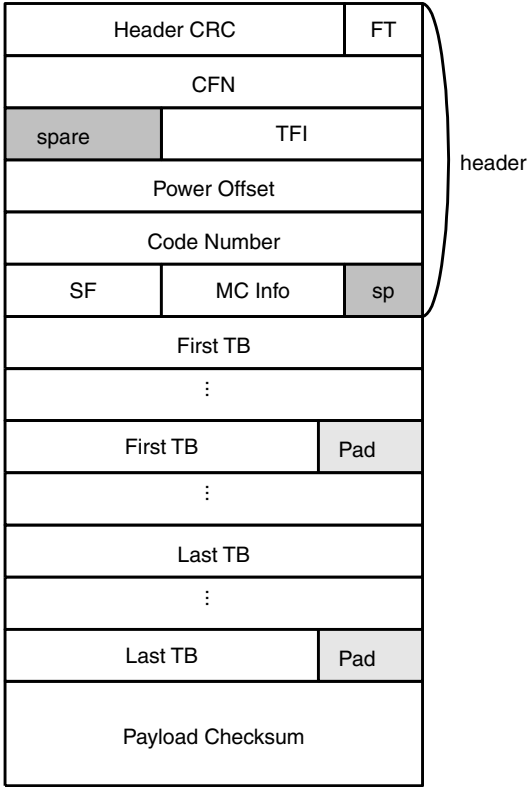 Header CRC FT
CFN
spare TFI
header
Power Offset
Code Number
SF MC Info sp
First TB
⋮
First TB Pad
⋮
Last TB
⋮
Last TB Pad
Payload Checksum